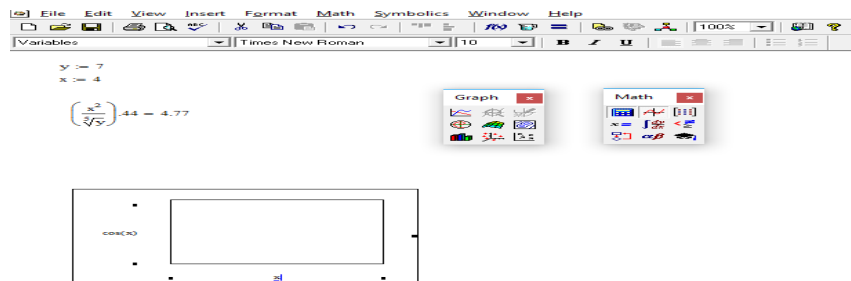 File Edit View Insert Format Math Symbolics Window Help
100%
Variables Times New Roman 10 B I U
y := 7
x := 4
(x²/∛y).44 = 4.77
Graph
Math
cos(x)
x